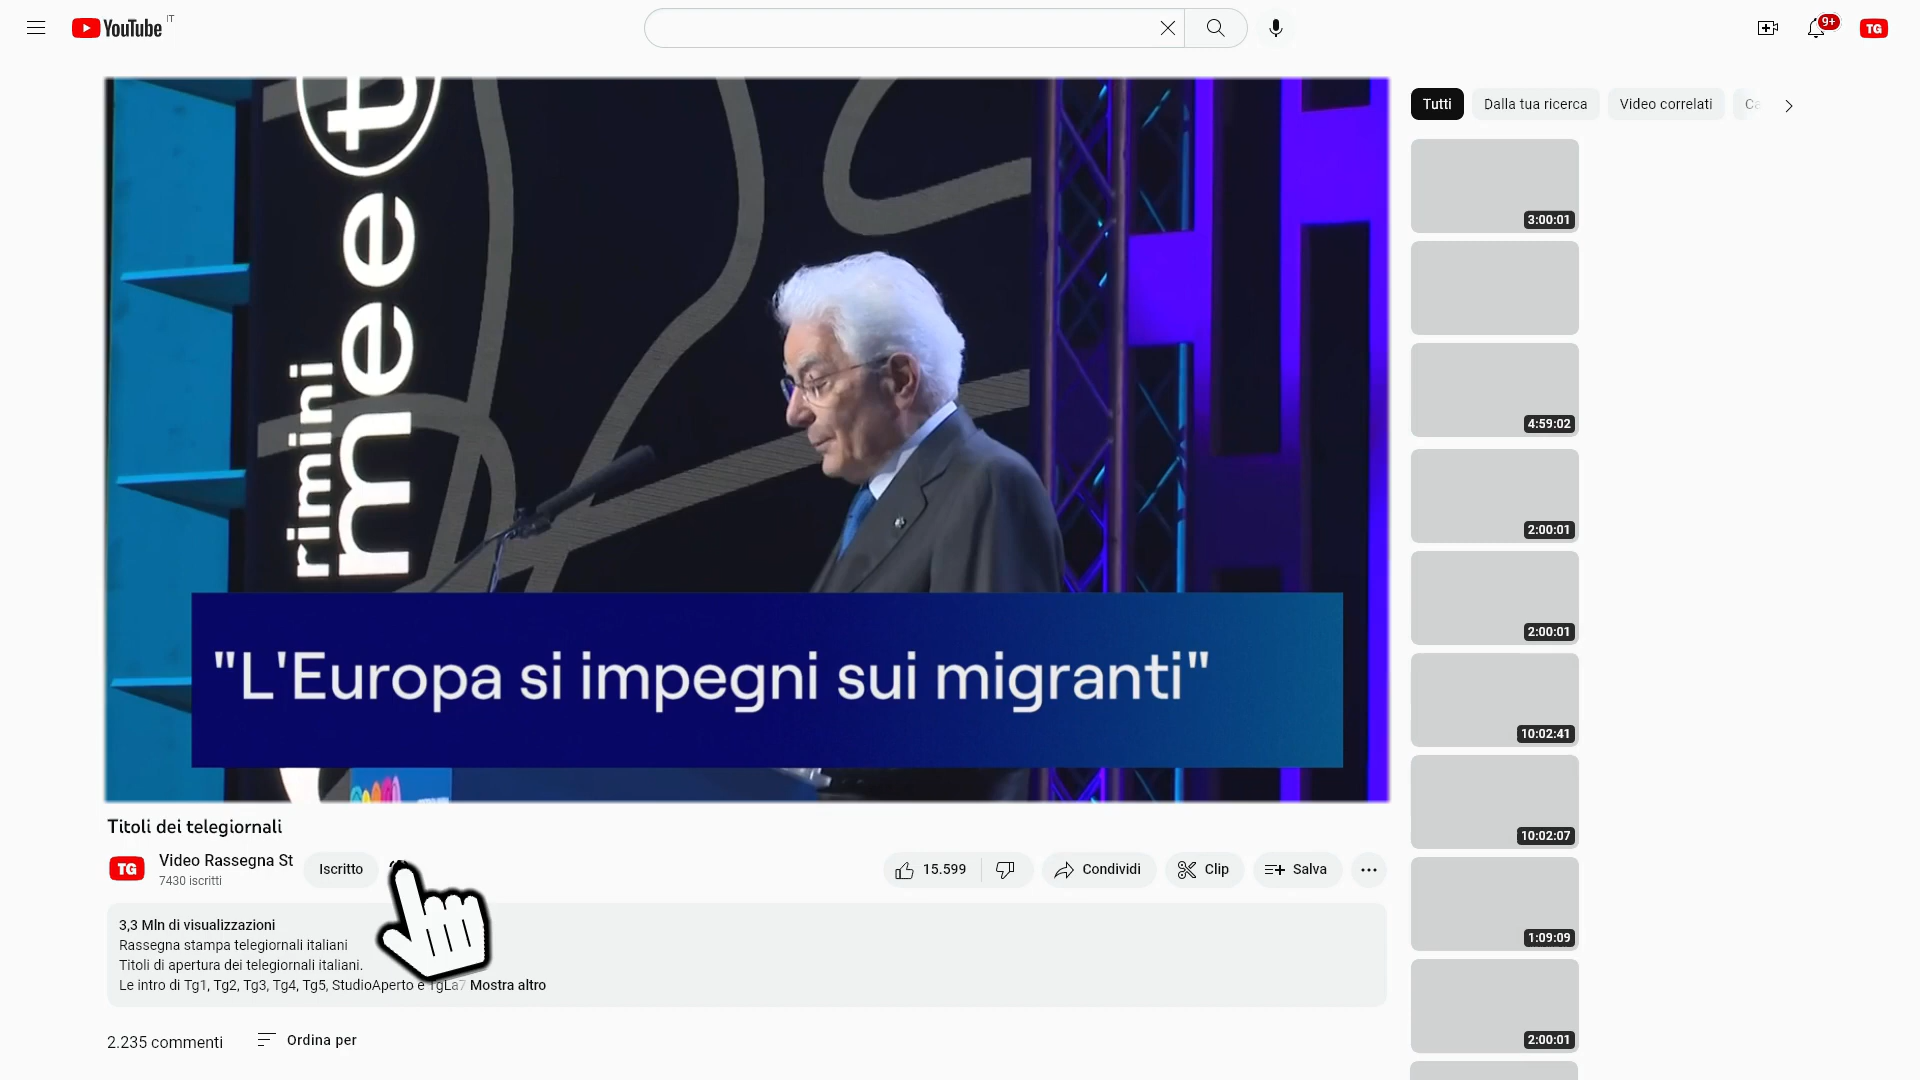 YouTube IT
9+
TG
rimini
meet
"L'Europa si impegni sui migranti"
Tutti
Dalla tua ricerca
Video correlati
3:00:01
4:59:02
2:00:01
2:00:01
10:02:41
10:02:07
1:09:09
2:00:01
Titoli dei telegiornali
TG
Video Rassegna St
7430 iscritti
Iscritto
15.599
Condividi
Clip
Salva
3,3 Mln di visualizzazioni
Rassegna stampa telegiornali italiani
Titoli di apertura dei telegiornali italiani.
Le intro di Tg1, Tg2, Tg3, Tg4, Tg5, StudioAperto e TgLa7 Mostra altro
2.235 commenti
Ordina per